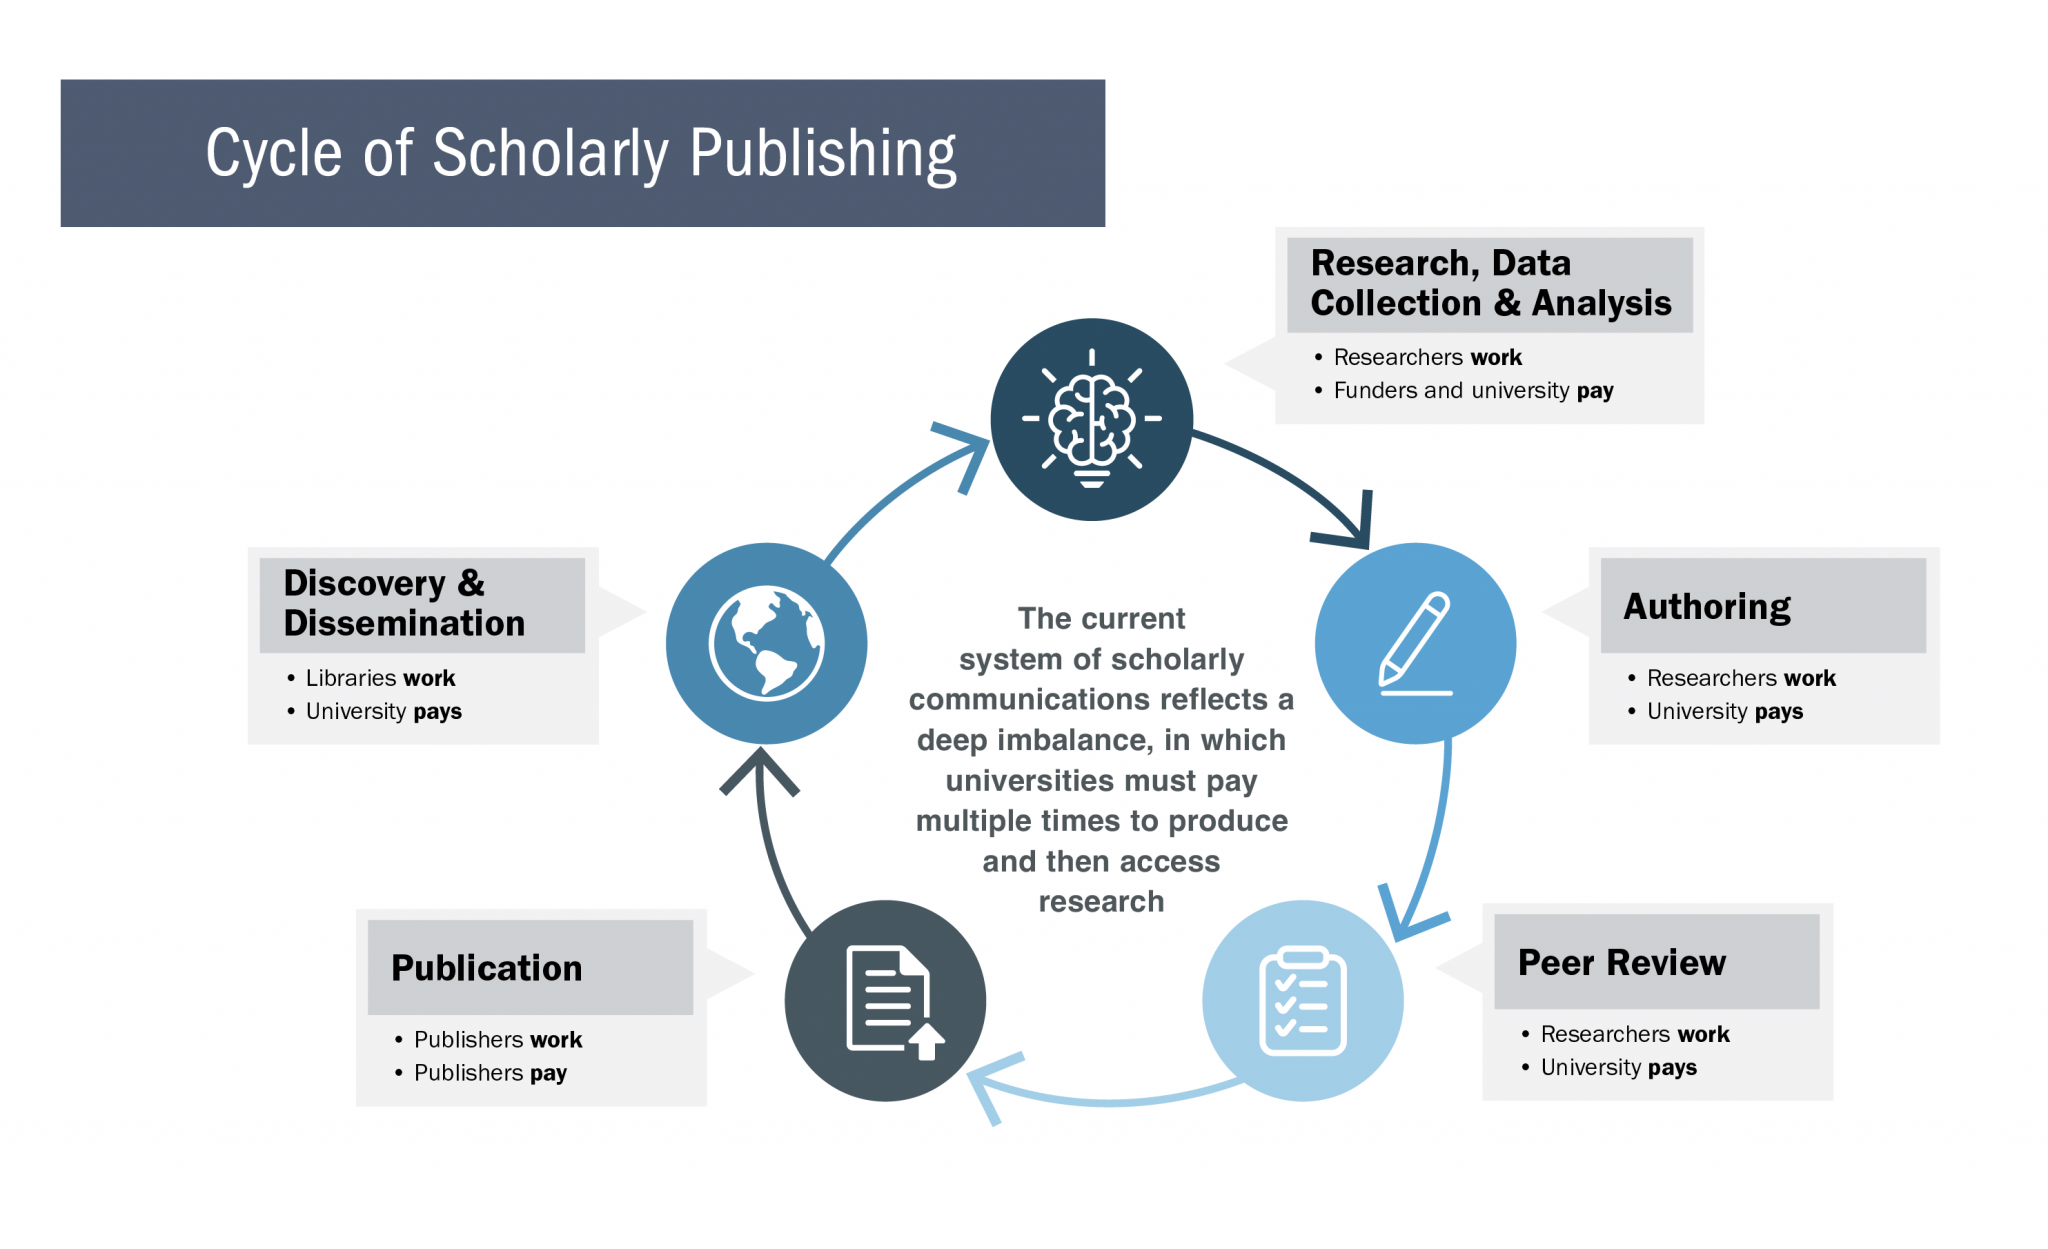 Cycle of Scholarly Publishing
Research, Data
Collection & Analysis
• Researchers work
• Funders and university pay
Authoring
• Researchers work
• University pays
Peer Review
• Researchers work
• University pays
Publication
• Publishers work
• Publishers pay
Discovery &
Dissemination
• Libraries work
• University pays
The current
system of scholarly
communications reflects a
deep imbalance, in which
universities must pay
multiple times to produce
and then access
research